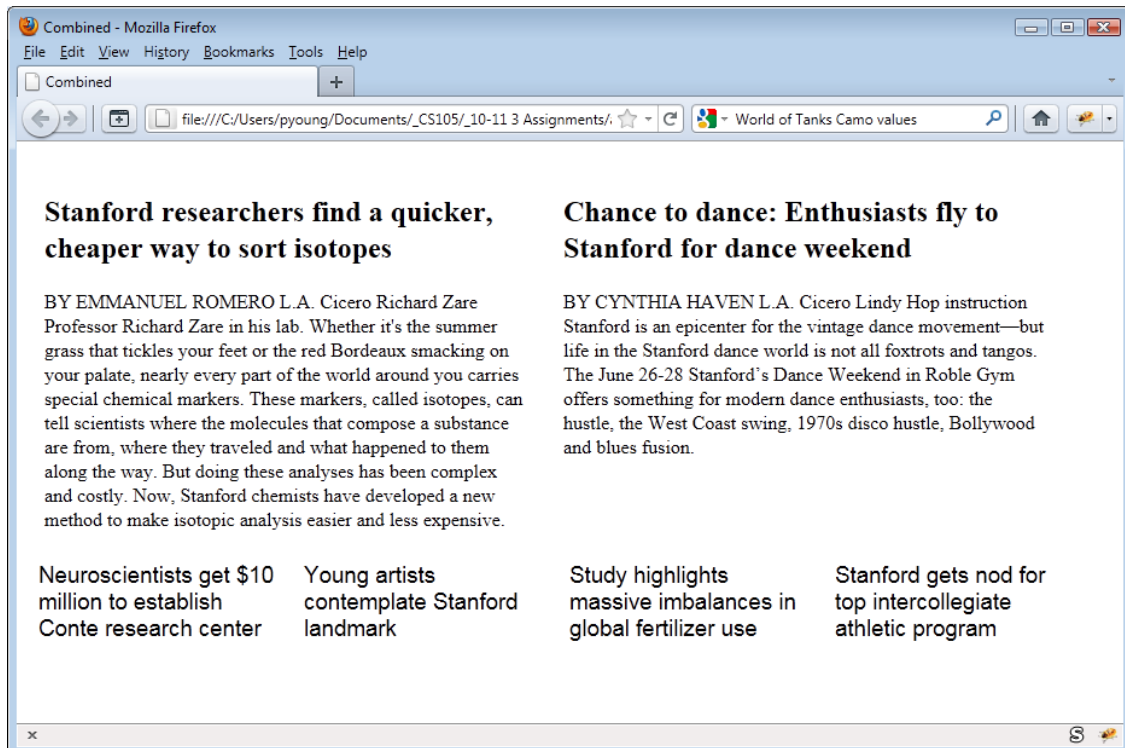 Combined - Mozilla Firefox
File Edit View History Bookmarks Tools Help
Combined
file:///C:/Users/pyoung/Documents/_CS105/_10-11 3 Assignments/
World of Tanks Camo values
Stanford researchers find a quicker,
cheaper way to sort isotopes
BY EMMANUEL ROMERO L.A. Cicero Richard Zare
Professor Richard Zare in his lab. Whether it's the summer
grass that tickles your feet or the red Bordeaux smacking on
your palate, nearly every part of the world around you carries
special chemical markers. These markers, called isotopes, can
tell scientists where the molecules that compose a substance
are from, where they traveled and what happened to them
along the way. But doing these analyses has been complex
and costly. Now, Stanford chemists have developed a new
method to make isotopic analysis easier and less expensive.
Chance to dance: Enthusiasts fly to
Stanford for dance weekend
BY CYNTHIA HAVEN L.A. Cicero Lindy Hop instruction
Stanford is an epicenter for the vintage dance movement—but
life in the Stanford dance world is not all foxtrots and tangos.
The June 26-28 Stanford’s Dance Weekend in Roble Gym
offers something for modern dance enthusiasts, too: the
hustle, the West Coast swing, 1970s disco hustle, Bollywood
and blues fusion.
Neuroscientists get $10
million to establish
Conte research center
Young artists
contemplate Stanford
landmark
Study highlights
massive imbalances in
global fertilizer use
Stanford gets nod for
top intercollegiate
athletic program